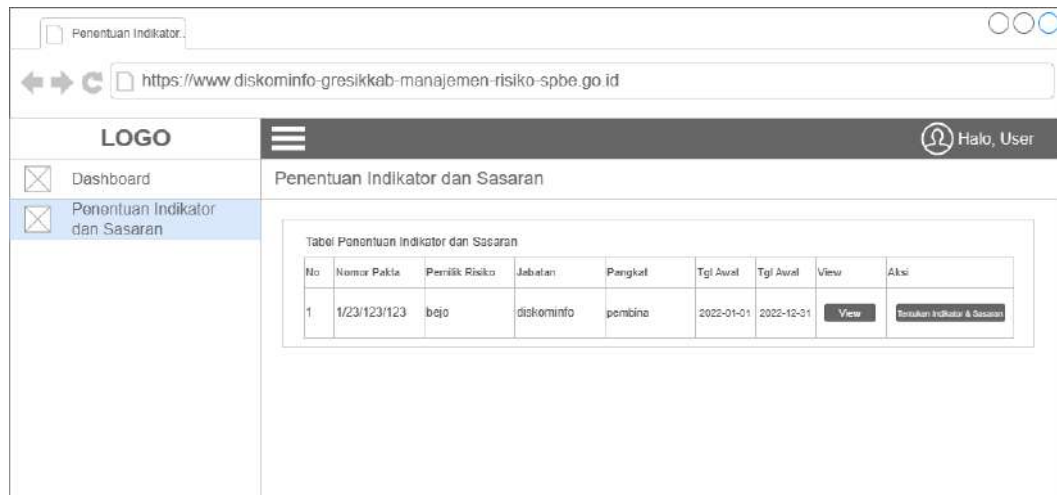 Penentuan Indikator..
https://www.diskominfo-gresikkab-manajemen-risiko-spbe.go.id
LOGO
Halo, User
Dashboard
Penentuan Indikator dan Sasaran
Penentuan Indikator
dan Sasaran
Tabel Penentuan Indikator dan Sasaran
No Nomor Pakta Pemilik Risiko Jabatan Pangkat Tgl Awal Tgl Awal View Aksi
1 1/23/123/123 bejo diskominfo pembina 2022-01-01 2022-12-31 View Tentukan Indikator & Sasaran